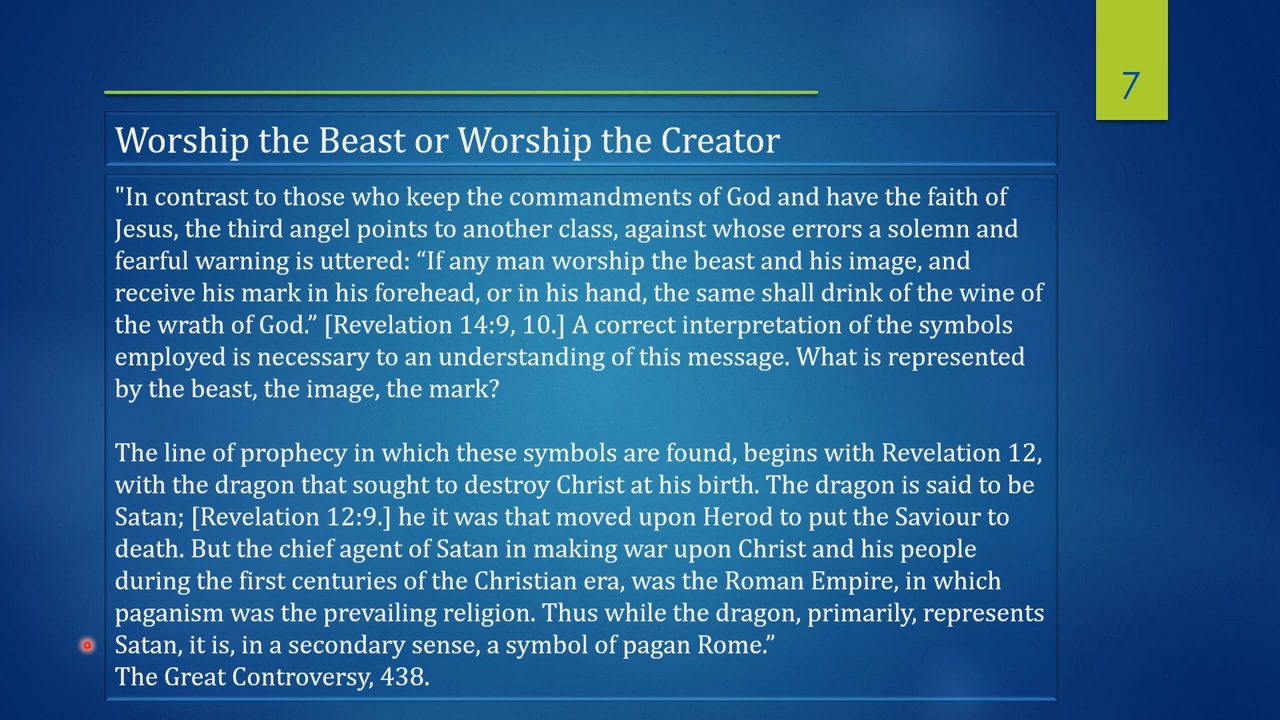 7
Worship the Beast or Worship the Creator
"In contrast to those who keep the commandments of God and have the faith of
Jesus, the third angel points to another class, against whose errors a solemn and
fearful warning is uttered: “If any man worship the beast and his image, and
receive his mark in his forehead, or in his hand, the same shall drink of the wine of
the wrath of God.” [Revelation 14:9, 10.] A correct interpretation of the symbols
employed is necessary to an understanding of this message. What is represented
by the beast, the image, the mark?
The line of prophecy in which these symbols are found, begins with Revelation 12,
with the dragon that sought to destroy Christ at his birth. The dragon is said to be
Satan; [Revelation 12:9.] he it was that moved upon Herod to put the Saviour to
death. But the chief agent of Satan in making war upon Christ and his people
during the first centuries of the Christian era, was the Roman Empire, in which
paganism was the prevailing religion. Thus while the dragon, primarily, represents
Satan, it is, in a secondary sense, a symbol of pagan Rome.”
The Great Controversy, 438.